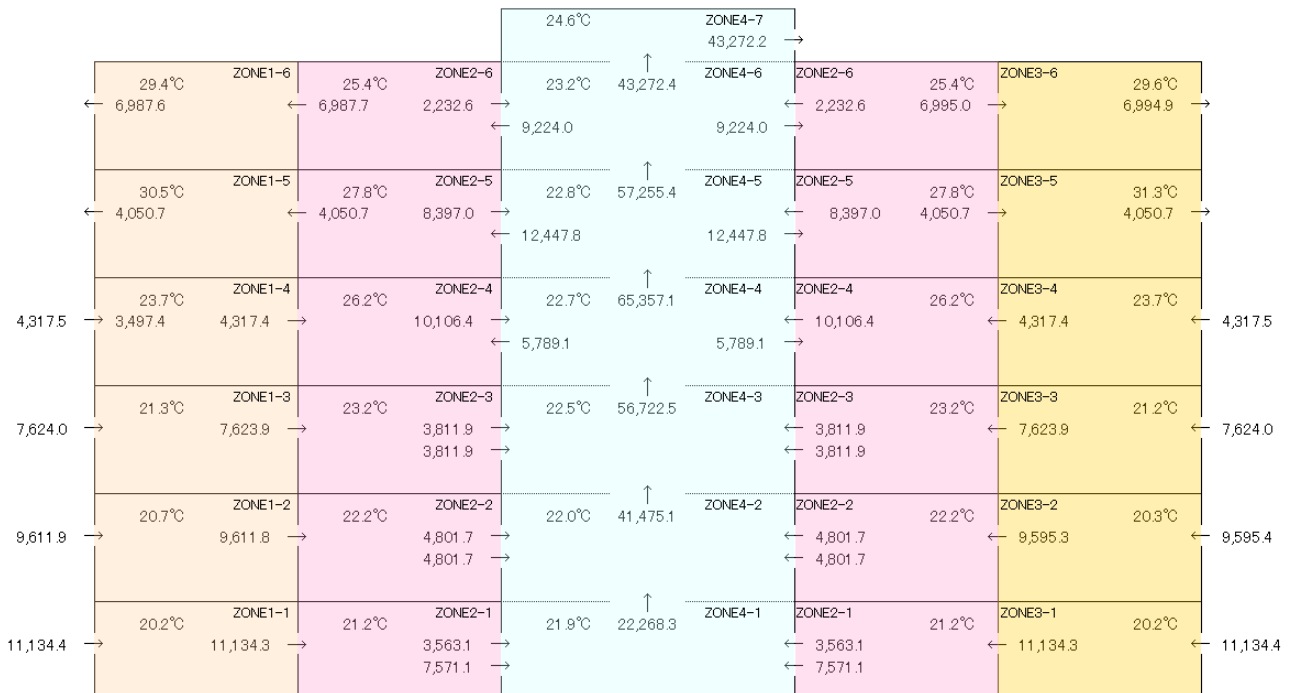 24.6℃ ZONE4-7
43,272.2 →
↑
ZONE1-6 ZONE2-6 ZONE4-6 ZONE2-6 ZONE3-6
29.4℃ 25.4℃ 23.2℃ 43,272.4 25.4℃ 29.6℃
← 6,987.6 ← 6,987.7 2,232.6 → ← 2,232.6 6,995.0 → 6,994.9 →
← 9,224.0 9,224.0 →
↑
ZONE1-5 ZONE2-5 ZONE4-5 ZONE2-5 ZONE3-5
30.5℃ 27.8℃ 22.8℃ 57,255.4 27.8℃ 31.3℃
← 4,050.7 ← 4,050.7 8,397.0 → ← 8,397.0 4,050.7 → 4,050.7 →
← 12,447.8 12,447.8 →
↑
ZONE1-4 ZONE2-4 ZONE4-4 ZONE2-4 ZONE3-4
23.7℃ 26.2℃ 22.7℃ 65,357.1 26.2℃ 23.7℃
4,317.5 → 3,497.4 4,317.4 → 10,106.4 → ← 10,106.4 ← 4,317.4 ← 4,317.5
← 5,789.1 5,789.1 →
↑
ZONE1-3 ZONE2-3 ZONE4-3 ZONE2-3 ZONE3-3
21.3℃ 23.2℃ 22.5℃ 56,722.5 23.2℃ 21.2℃
7,624.0 → 7,623.9 → 3,811.9 → ← 3,811.9 ← 7,623.9 ← 7,624.0
3,811.9 → ← 3,811.9
↑
ZONE1-2 ZONE2-2 ZONE4-2 ZONE2-2 ZONE3-2
20.7℃ 22.2℃ 22.0℃ 41,475.1 22.2℃ 20.3℃
9,611.9 → 9,611.8 → 4,801.7 → ← 4,801.7 ← 9,595.3 ← 9,595.4
4,801.7 → ← 4,801.7
↑
ZONE1-1 ZONE2-1 ZONE4-1 ZONE2-1 ZONE3-1
20.2℃ 21.2℃ 21.9℃ 22,268.3 21.2℃ 20.2℃
11,134.4 → 11,134.3 → 3,563.1 → ← 3,563.1 ← 11,134.3 ← 11,134.4
7,571.1 → ← 7,571.1